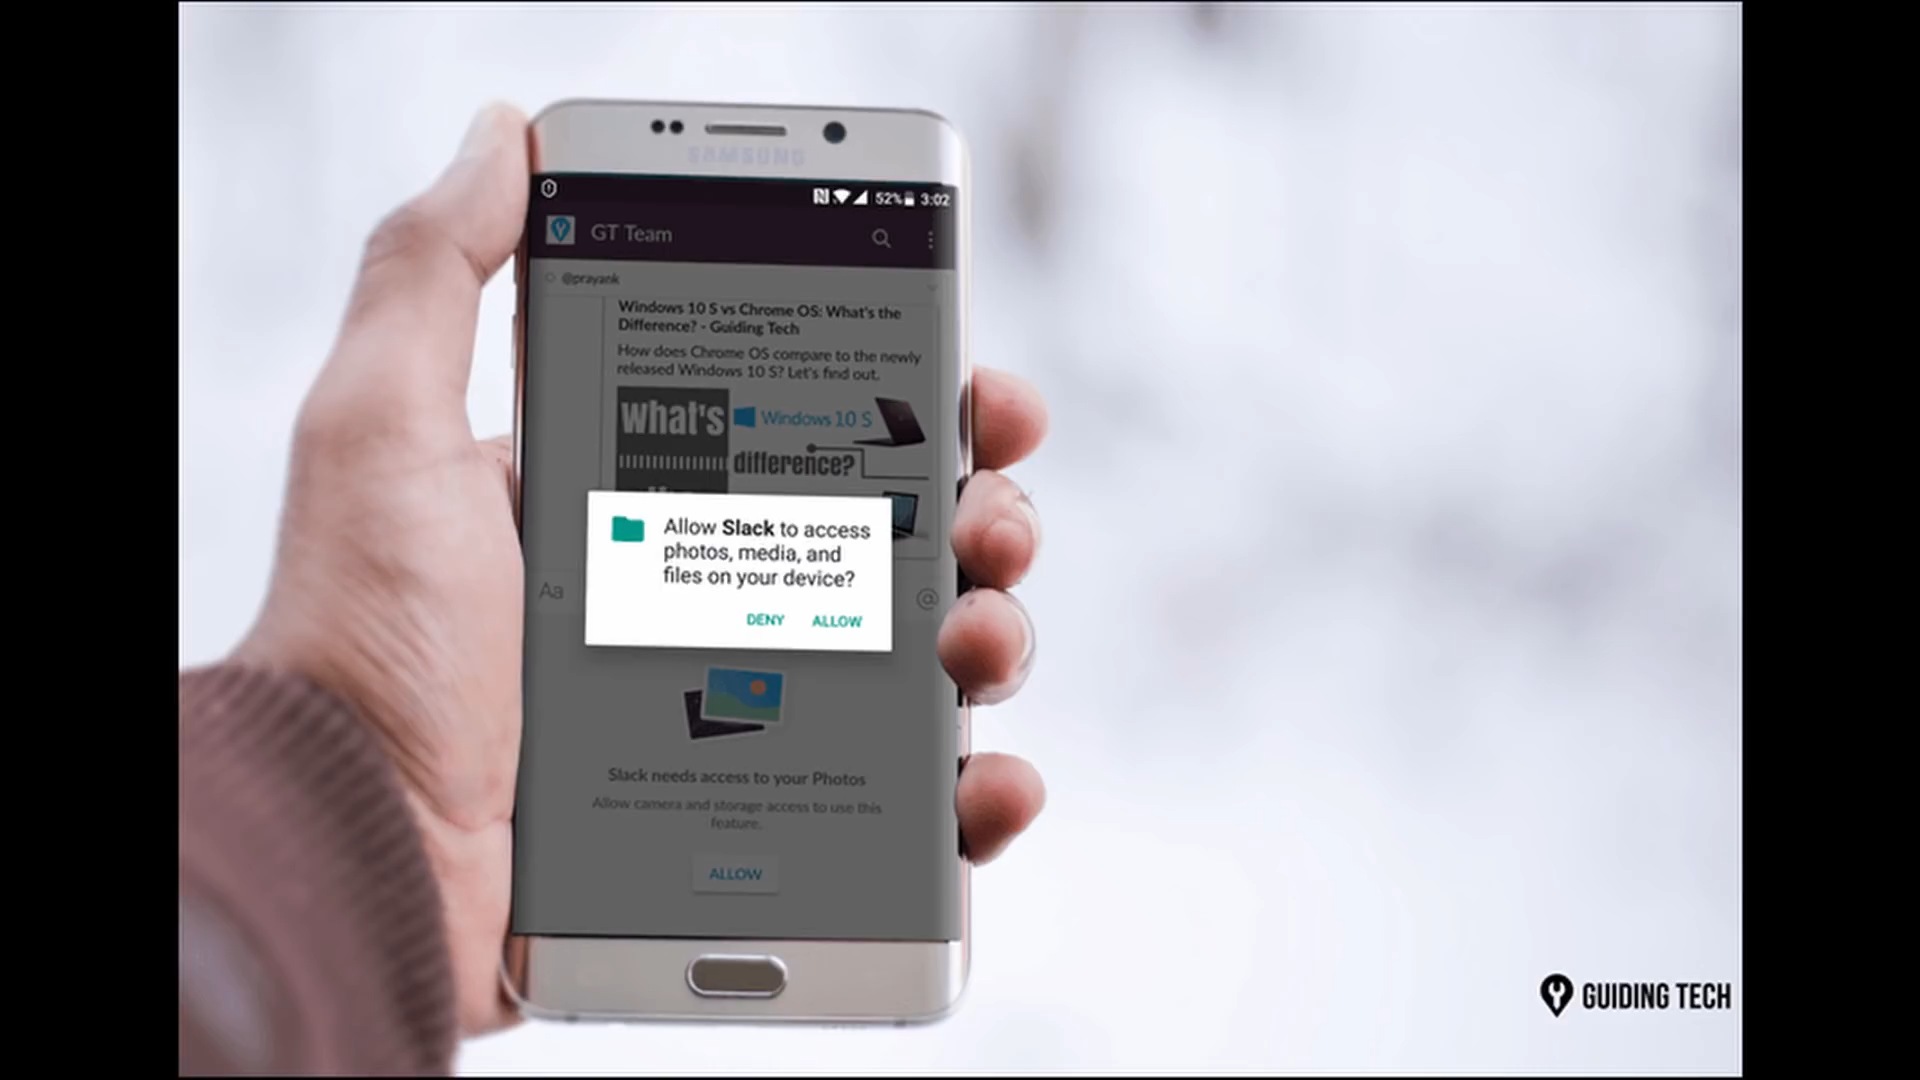 SAMSUNG
52% 3:02
GT Team
@prayank
Windows 10 S vs Chrome OS: What's the
Difference? - Guiding Tech
How does Chrome OS compare to the newly
released Windows 10 S? Let's find out.
What's
Windows 10 S
difference?
Allow Slack to access
photos, media, and
files on your device?
DENY ALLOW
Aa @
Slack needs access to your Photos
Allow camera and storage access to use this
feature.
ALLOW
GUIDING TECH